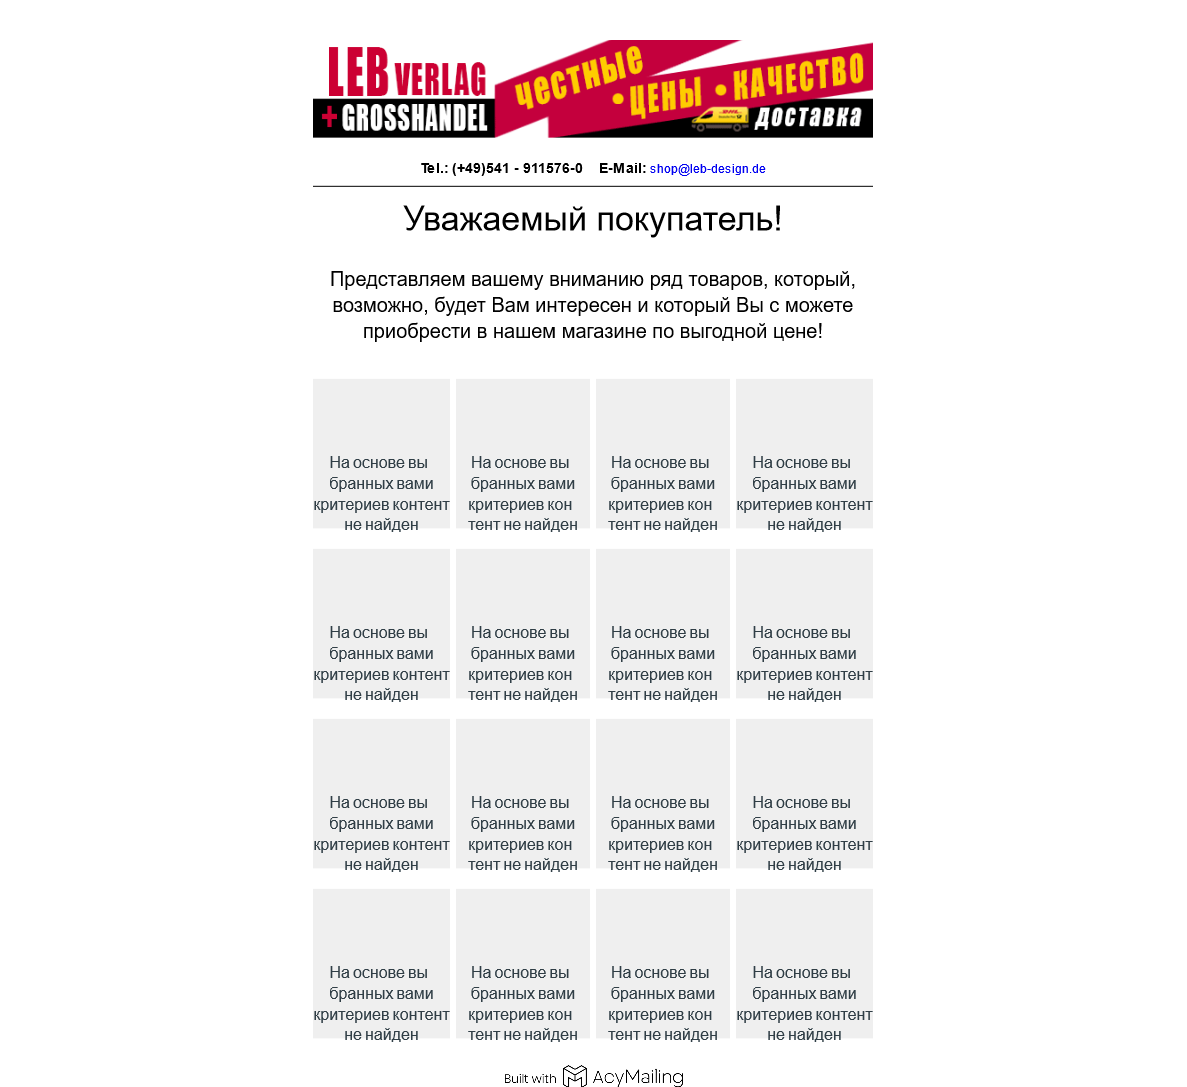 LEB VERLAG
+ GROSSHANDEL
честные
• ЦЕНЫ • КАЧЕСТВО
доставка
Tel.: (+49)541 - 911576-0 E-Mail: shop@leb-design.de
Уважаемый покупатель!
Представляем вашему вниманию ряд товаров, который,
возможно, будет Вам интересен и который Вы с можете
приобрести в нашем магазине по выгодной цене!
На основе вы На основе вы На основе вы На основе вы
бранных вами бранных вами бранных вами бранных вами
критериев контент критериев кон критериев кон критериев контент
не найден тент не найден тент не найден не найден
На основе вы На основе вы На основе вы На основе вы
бранных вами бранных вами бранных вами бранных вами
критериев контент критериев кон критериев кон критериев контент
не найден тент не найден тент не найден не найден
На основе вы На основе вы На основе вы На основе вы
бранных вами бранных вами бранных вами бранных вами
критериев контент критериев кон критериев кон критериев контент
не найден тент не найден тент не найден не найден
На основе вы На основе вы На основе вы На основе вы
бранных вами бранных вами бранных вами бранных вами
критериев контент критериев кон критериев кон критериев контент
не найден тент не найден тент не найден не найден
Built with AcyMailing